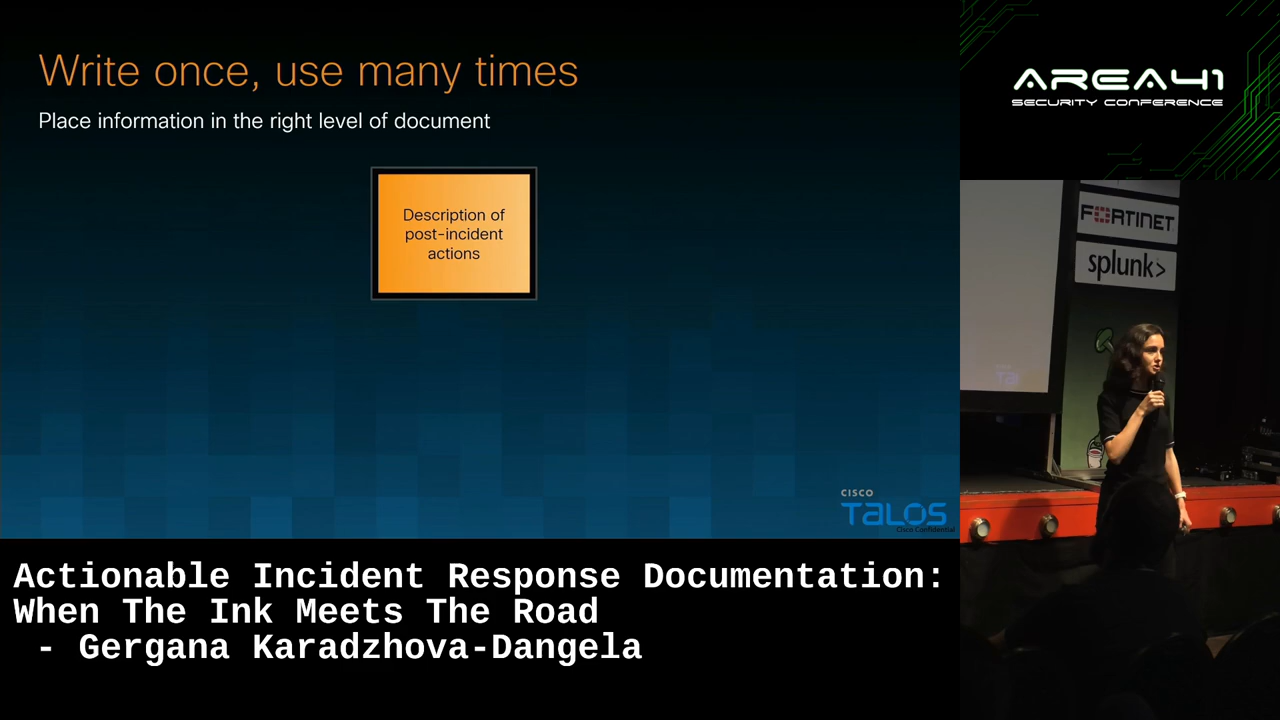 Write once, use many times
Place information in the right level of document
Description of
post-incident
actions
CISCO
TALOS
Cisco Confidential
AREA41
SECURITY CONFERENCE
FORTINET
splunk>
Actionable Incident Response Documentation:
When The Ink Meets The Road
- Gergana Karadzhova-Dangela